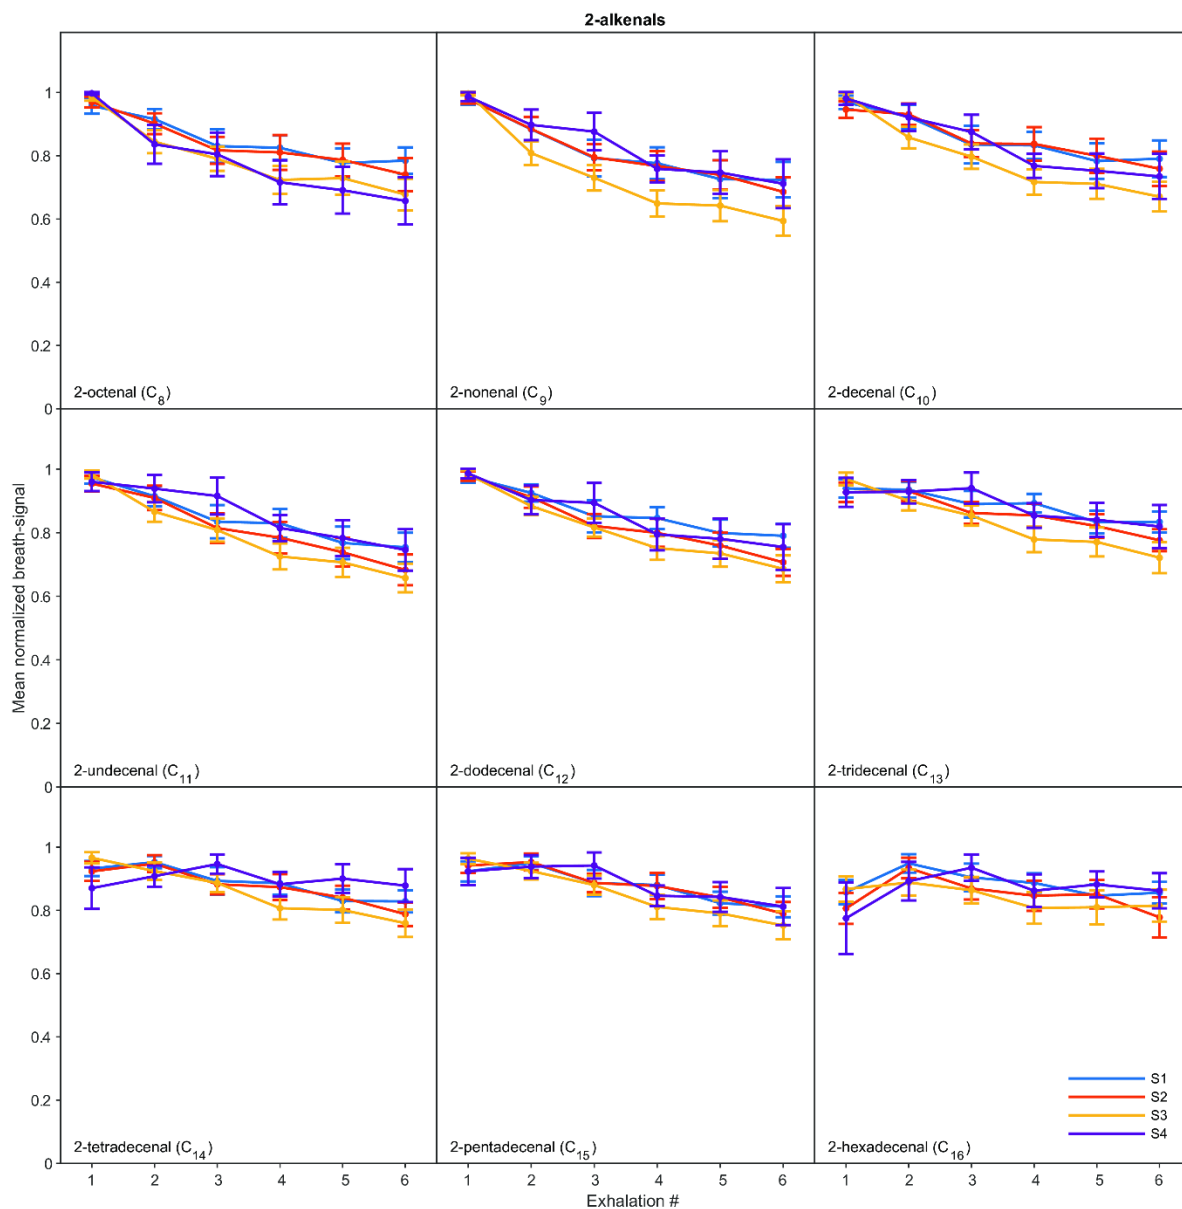 2-alkenals
1
0.8
0.6
0.4
0.2
0
2-octenal (C8)
2-nonenal (C9)
2-decenal (C10)
1
0.8
0.6
0.4
0.2
0
2-undecenal (C11)
2-dodecenal (C12)
2-tridecenal (C13)
Mean normalized breath-signal
1
0.8
0.6
0.4
0.2
0
2-tetradecenal (C14)
2-pentadecenal (C15)
2-hexadecenal (C16)
S1
S2
S3
S4
1 2 3 4 5 6
1 2 3 4 5 6
1 2 3 4 5 6
Exhalation #